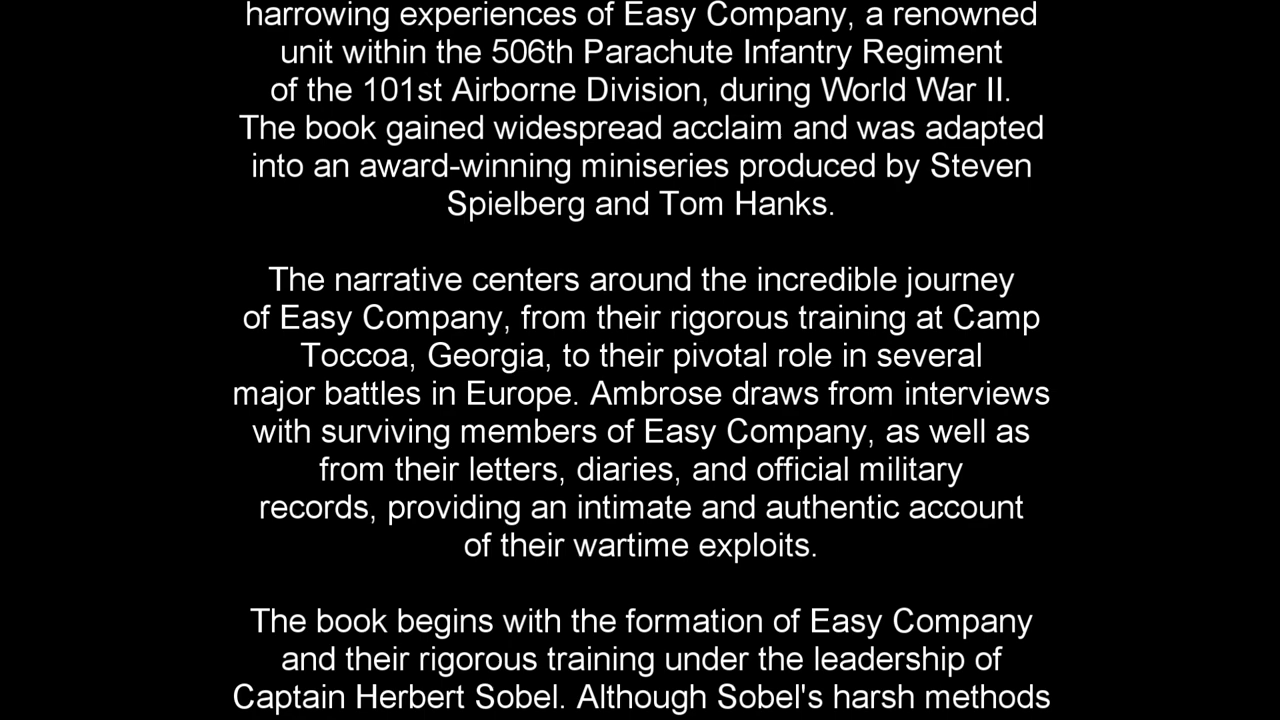 harrowing experiences of Easy Company, a renowned
unit within the 506th Parachute Infantry Regiment
of the 101st Airborne Division, during World War II.
The book gained widespread acclaim and was adapted
into an award-winning miniseries produced by Steven
Spielberg and Tom Hanks.
The narrative centers around the incredible journey
of Easy Company, from their rigorous training at Camp
Toccoa, Georgia, to their pivotal role in several
major battles in Europe. Ambrose draws from interviews
with surviving members of Easy Company, as well as
from their letters, diaries, and official military
records, providing an intimate and authentic account
of their wartime exploits.
The book begins with the formation of Easy Company
and their rigorous training under the leadership of
Captain Herbert Sobel. Although Sobel's harsh methods